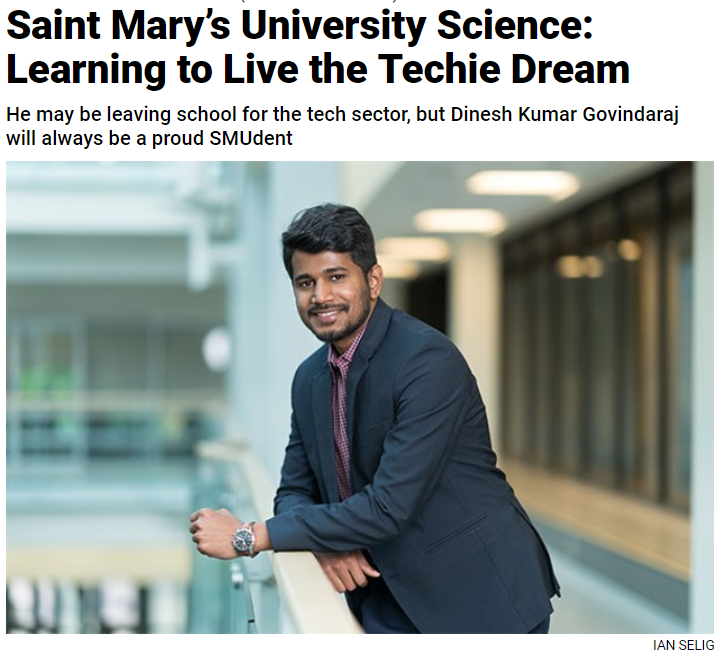 Saint Mary’s University Science:
Learning to Live the Techie Dream
He may be leaving school for the tech sector, but Dinesh Kumar Govindaraj
will always be a proud SMUdent
IAN SELIG